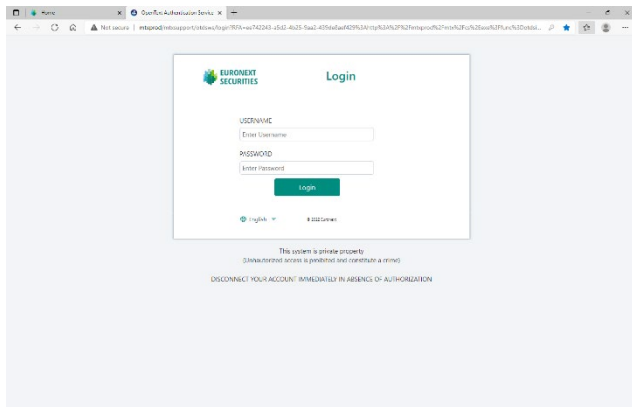 Home
OpenText Authentication Service
Not secure
EURONEXT
SECURITIES
Login
USERNAME
Enter Username
PASSWORD
Enter Password
Login
English
This system is private property
(Unauthorized access is prohibited and constitute a crime)
DISCONNECT YOUR ACCOUNT IMMEDIATELY IN ABSENCE OF AUTHORIZATION